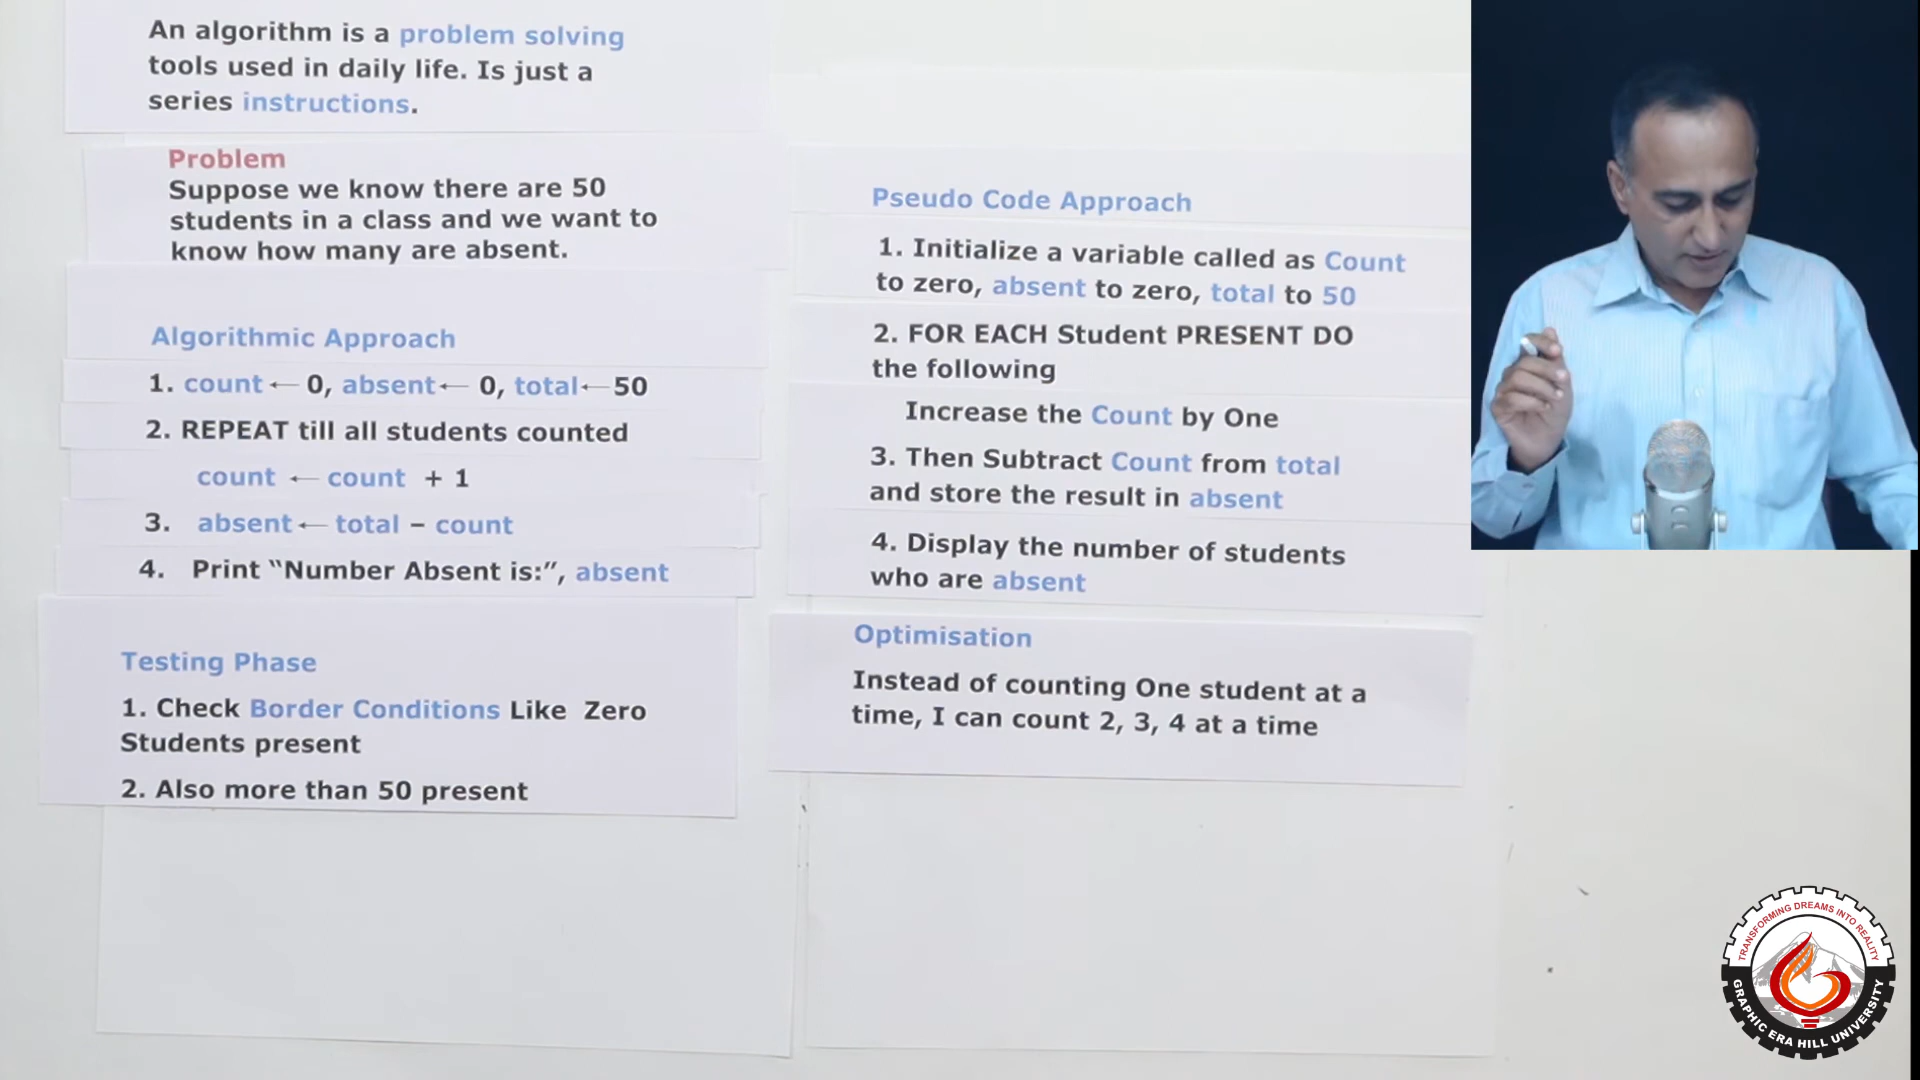 An algorithm is a problem solving
tools used in daily life. Is just a
series instructions.
Problem
Suppose we know there are 50
students in a class and we want to
know how many are absent.
Algorithmic Approach
1. count ← 0, absent ← 0, total ← 50
2. REPEAT till all students counted
count ← count + 1
3. absent ← total – count
4. Print “Number Absent is:”, absent
Testing Phase
1. Check Border Conditions Like Zero
Students present
2. Also more than 50 present
Pseudo Code Approach
1. Initialize a variable called as Count
to zero, absent to zero, total to 50
2. FOR EACH Student PRESENT DO
the following
Increase the Count by One
3. Then Subtract Count from total
and store the result in absent
4. Display the number of students
who are absent
Optimisation
Instead of counting One student at a
time, I can count 2, 3, 4 at a time
TRANSFORMING DREAMS INTO REALITY
GRAPHIC ERA HILL UNIVERSITY